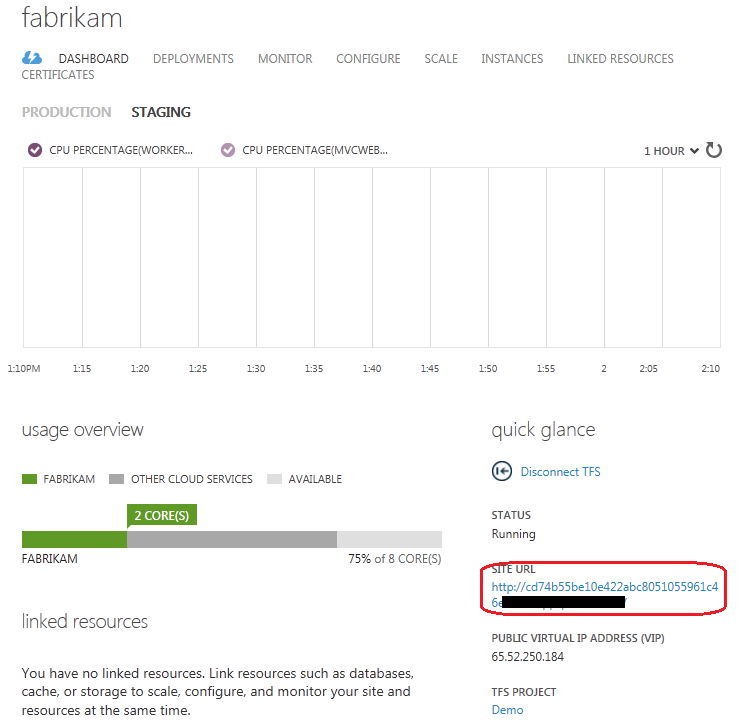 fabrikam
DASHBOARD DEPLOYMENTS MONITOR CONFIGURE SCALE INSTANCES LINKED RESOURCES
CERTIFICATES
PRODUCTION STAGING
CPU PERCENTAGE(WORKER... CPU PERCENTAGE(MVCWEB... 1 HOUR
1:10PM 1:15 1:20 1:25 1:30 1:35 1:40 1:45 1:50 1:55 2 2:05 2:10
usage overview
FABRIKAM OTHER CLOUD SERVICES AVAILABLE
2 CORE(S)
FABRIKAM 75% of 8 CORE(S)
linked resources
You have no linked resources. Link resources such as databases,
cache, or storage to scale, configure, and monitor your site and
resources at the same time.
quick glance
Disconnect TFS
STATUS
Running
SITE URL
http://cd74b55be10e422abc8051055961c4
6e
PUBLIC VIRTUAL IP ADDRESS (VIP)
65.52.250.184
TFS PROJECT
Demo